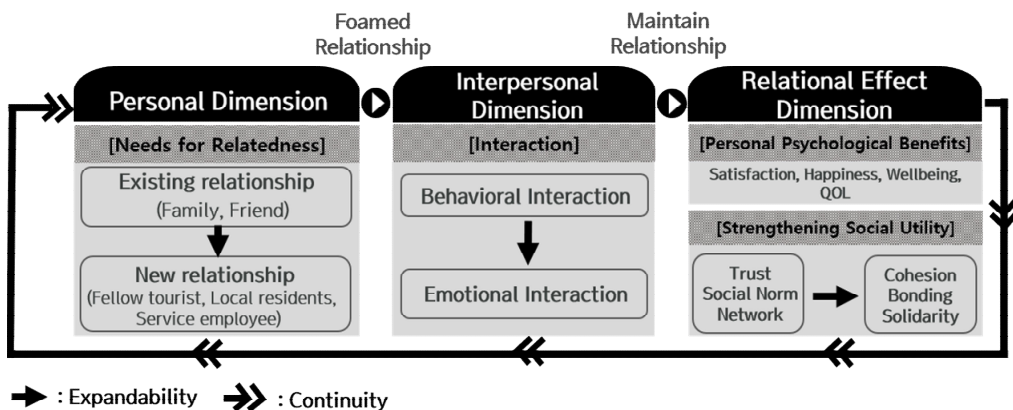 Foamed
Relationship
Maintain
Relationship
Personal Dimension
Interpersonal
Dimension
Relational Effect
Dimension
[Needs for Relatedness]
Existing relationship
(Family, Friend)
New relationship
(Fellow tourist, Local residents,
Service employee)
[Interaction]
Behavioral Interaction
Emotional Interaction
[Personal Psychological Benefits]
Satisfaction, Happiness, Wellbeing,
QOL
[Strengthening Social Utility]
Trust
Social Norm
Network
Cohesion
Bonding
Solidarity
: Expandability
: Continuity